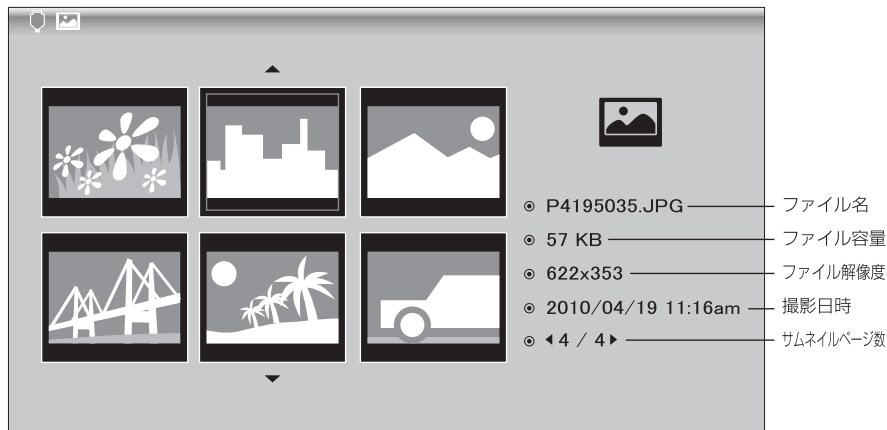 P4195035.JPG ファイル名
57 KB ファイル容量
622x353 ファイル解像度
2010/04/19 11:16am 撮影日時
4 / 4 サムネイルページ数